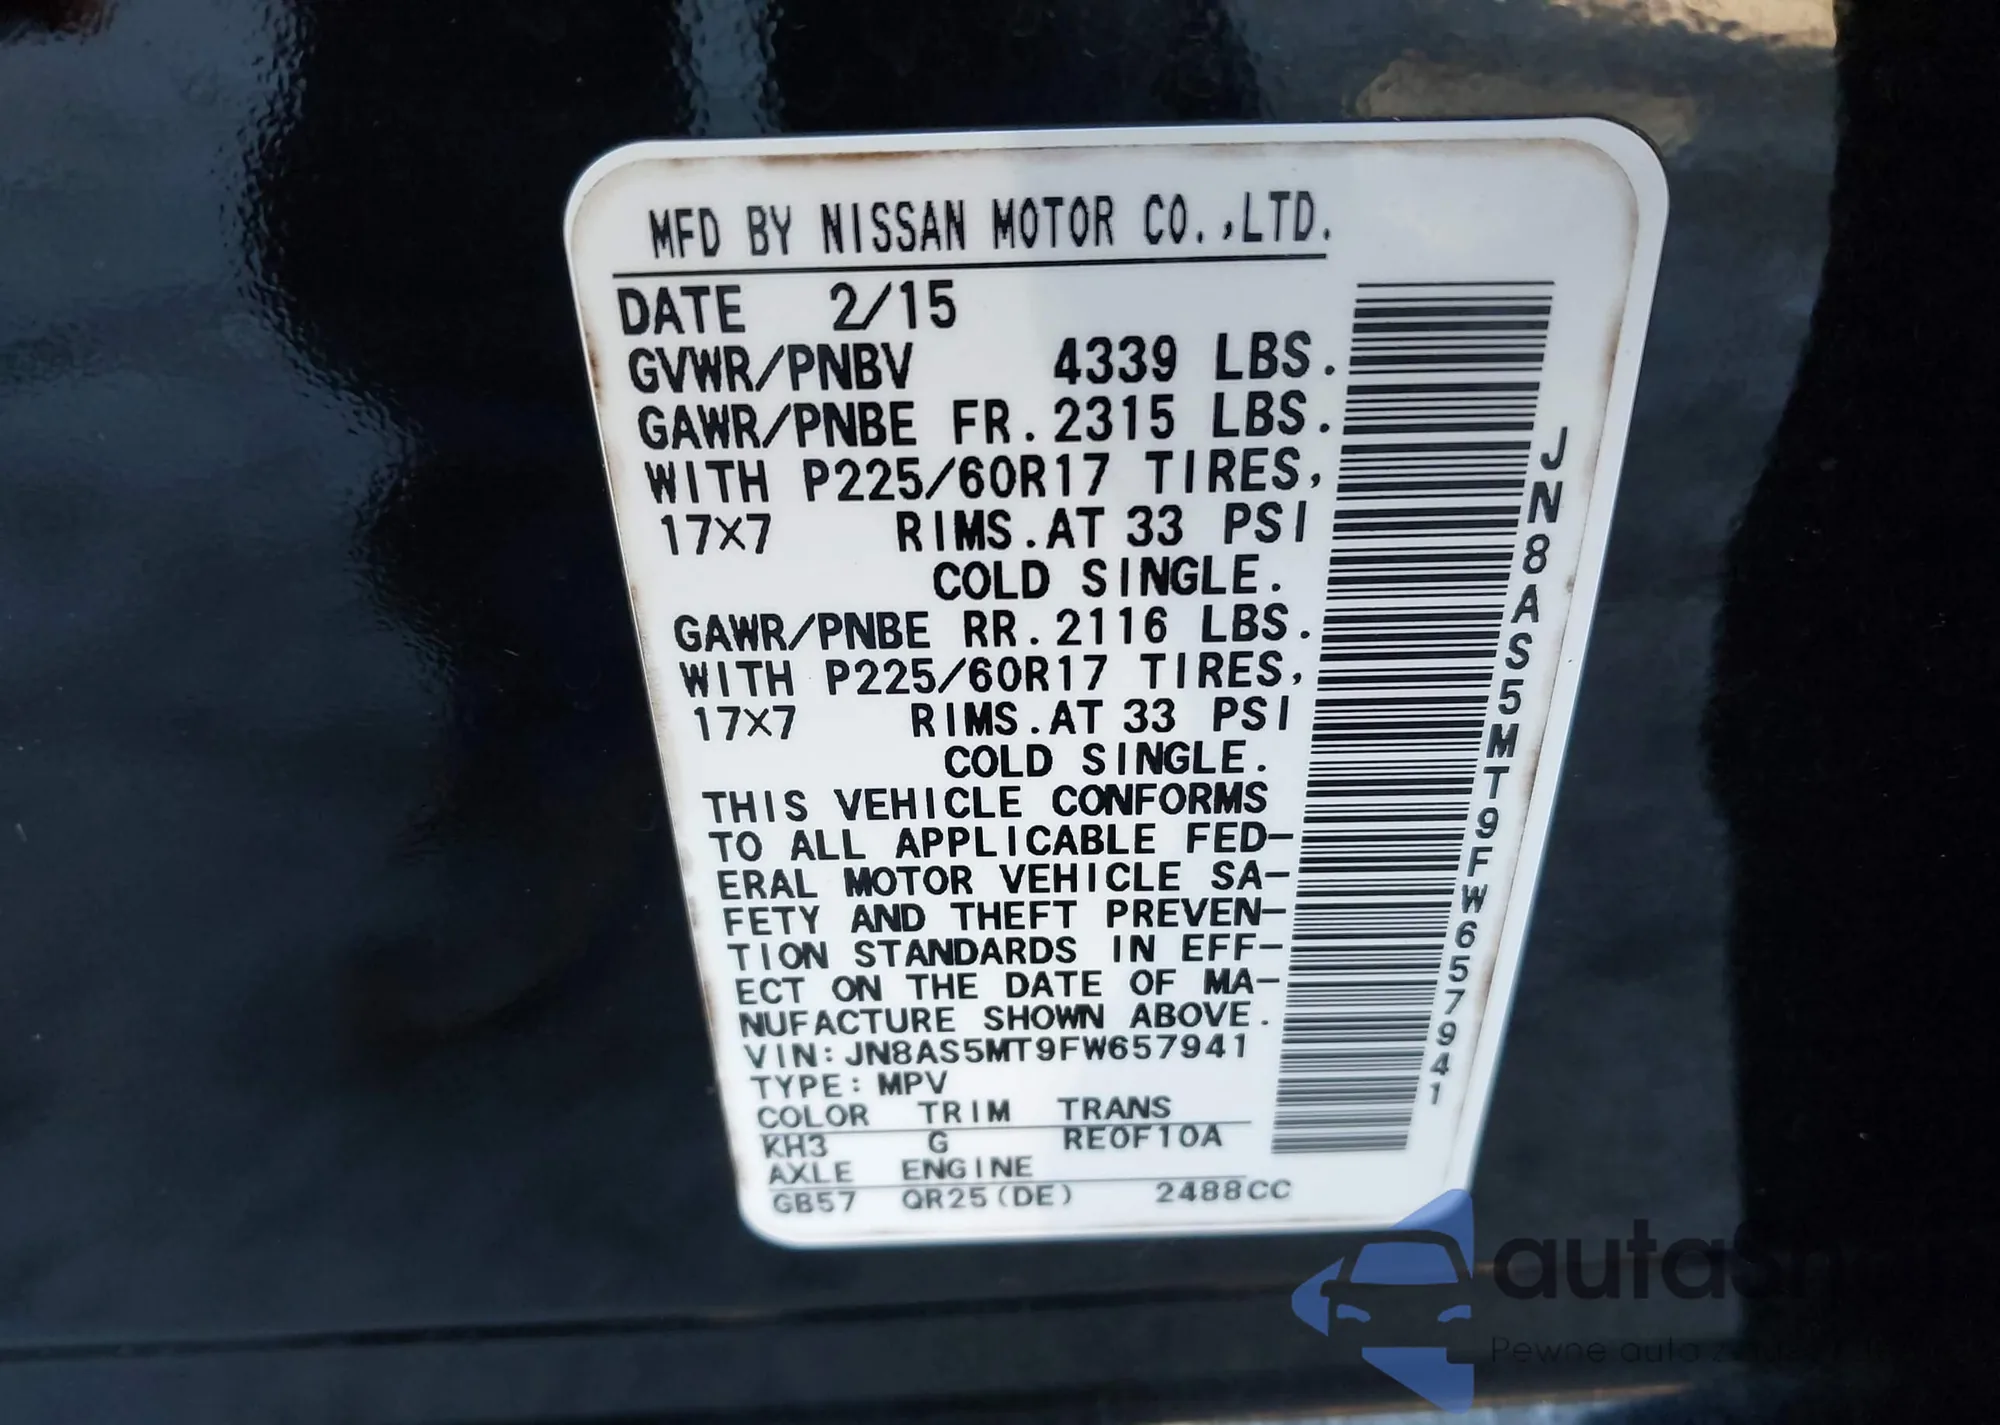 MFD BY NISSAN MOTOR CO.,LTD.
DATE 2/15
GVWR/PNBV 4339 LBS.
GAWR/PNBE FR.2315 LBS.
WITH P225/60R17 TIRES,
17X7 RIMS.AT 33 PSI
COLD SINGLE.
GAWR/PNBE RR.2116 LBS.
WITH P225/60R17 TIRES,
17X7 RIMS.AT 33 PSI
COLD SINGLE.
THIS VEHICLE CONFORMS
TO ALL APPLICABLE FED-
ERAL MOTOR VEHICLE SA-
FETY AND THEFT PREVEN-
TION STANDARDS IN EFF-
ECT ON THE DATE OF MA-
NUFACTURE SHOWN ABOVE.
VIN:JN8AS5MT9FW657941
TYPE:MPV
COLOR TRIM TRANS
KH3 G RE0F10A
AXLE ENGINE
GB57 QR25(DE) 2488CC
JN8AS5MT9FW657941
Pewne auto